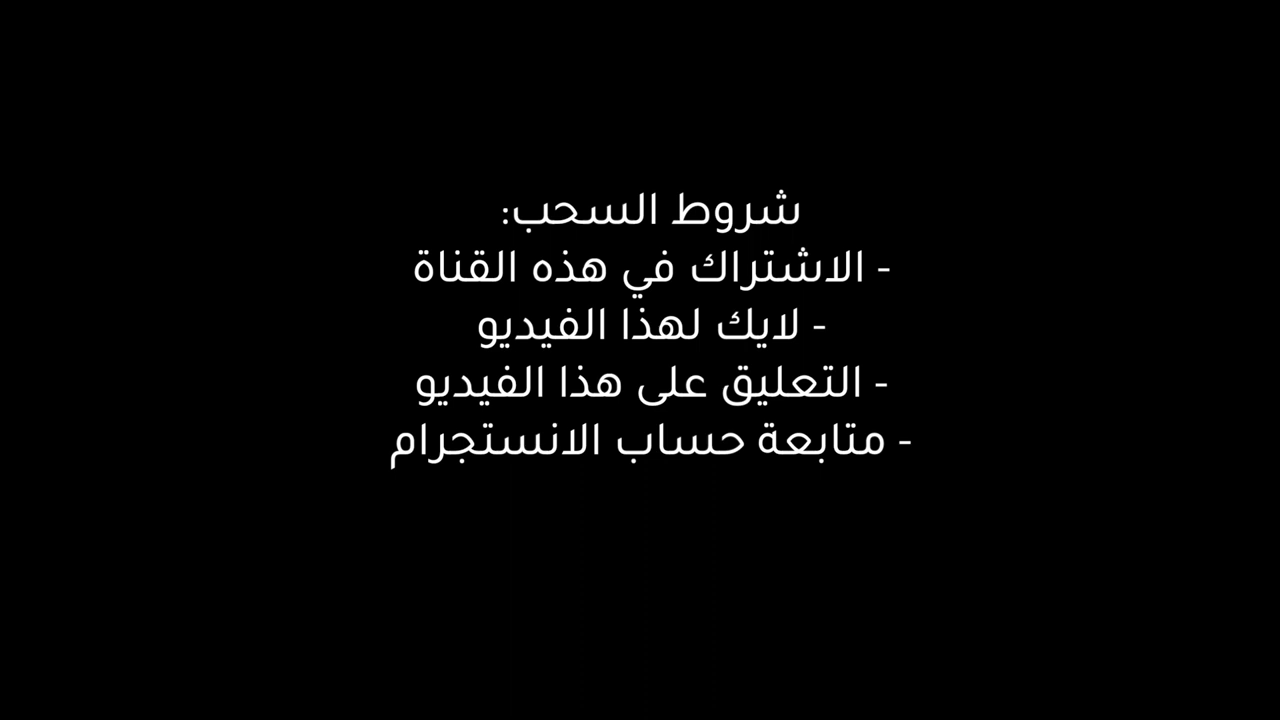 شروط السحب:
- الاشتراك في هذه القناة
- لايك لهذا الفيديو
- التعليق على هذا الفيديو
- متابعة حساب الانستجرام